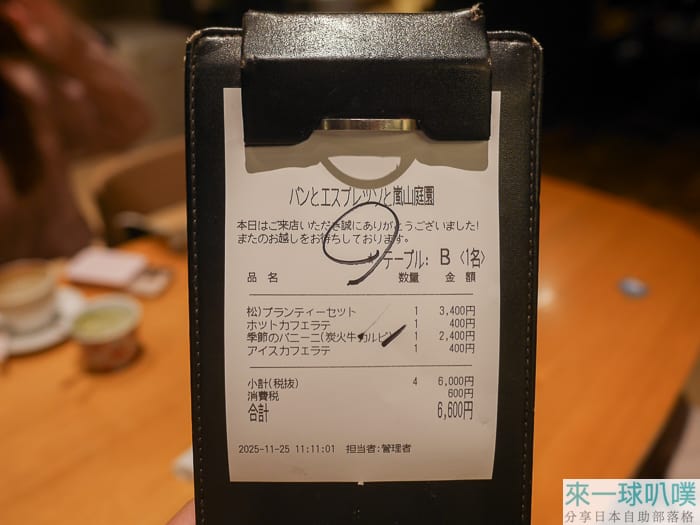 パンとエスプレッソと嵐山庭園
本日はご来店いただき誠にありがとうございました!
またのお越しをお待ちしております。
9
テーブル: B 〈1名〉
品名 数量 金額
松)ブランティーセット 1 3,400円
ホットカフェラテ 1 400円
季節のパニーニ(炭火牛カルビ) 1 2,400円
アイスカフェラテ 1 400円
小計(税抜) 4 6,000円
消費税 600円
合計 6,600円
2025-11-25 11:11:01 担当者:管理者
來一球叭噗
分享日本自助部落格